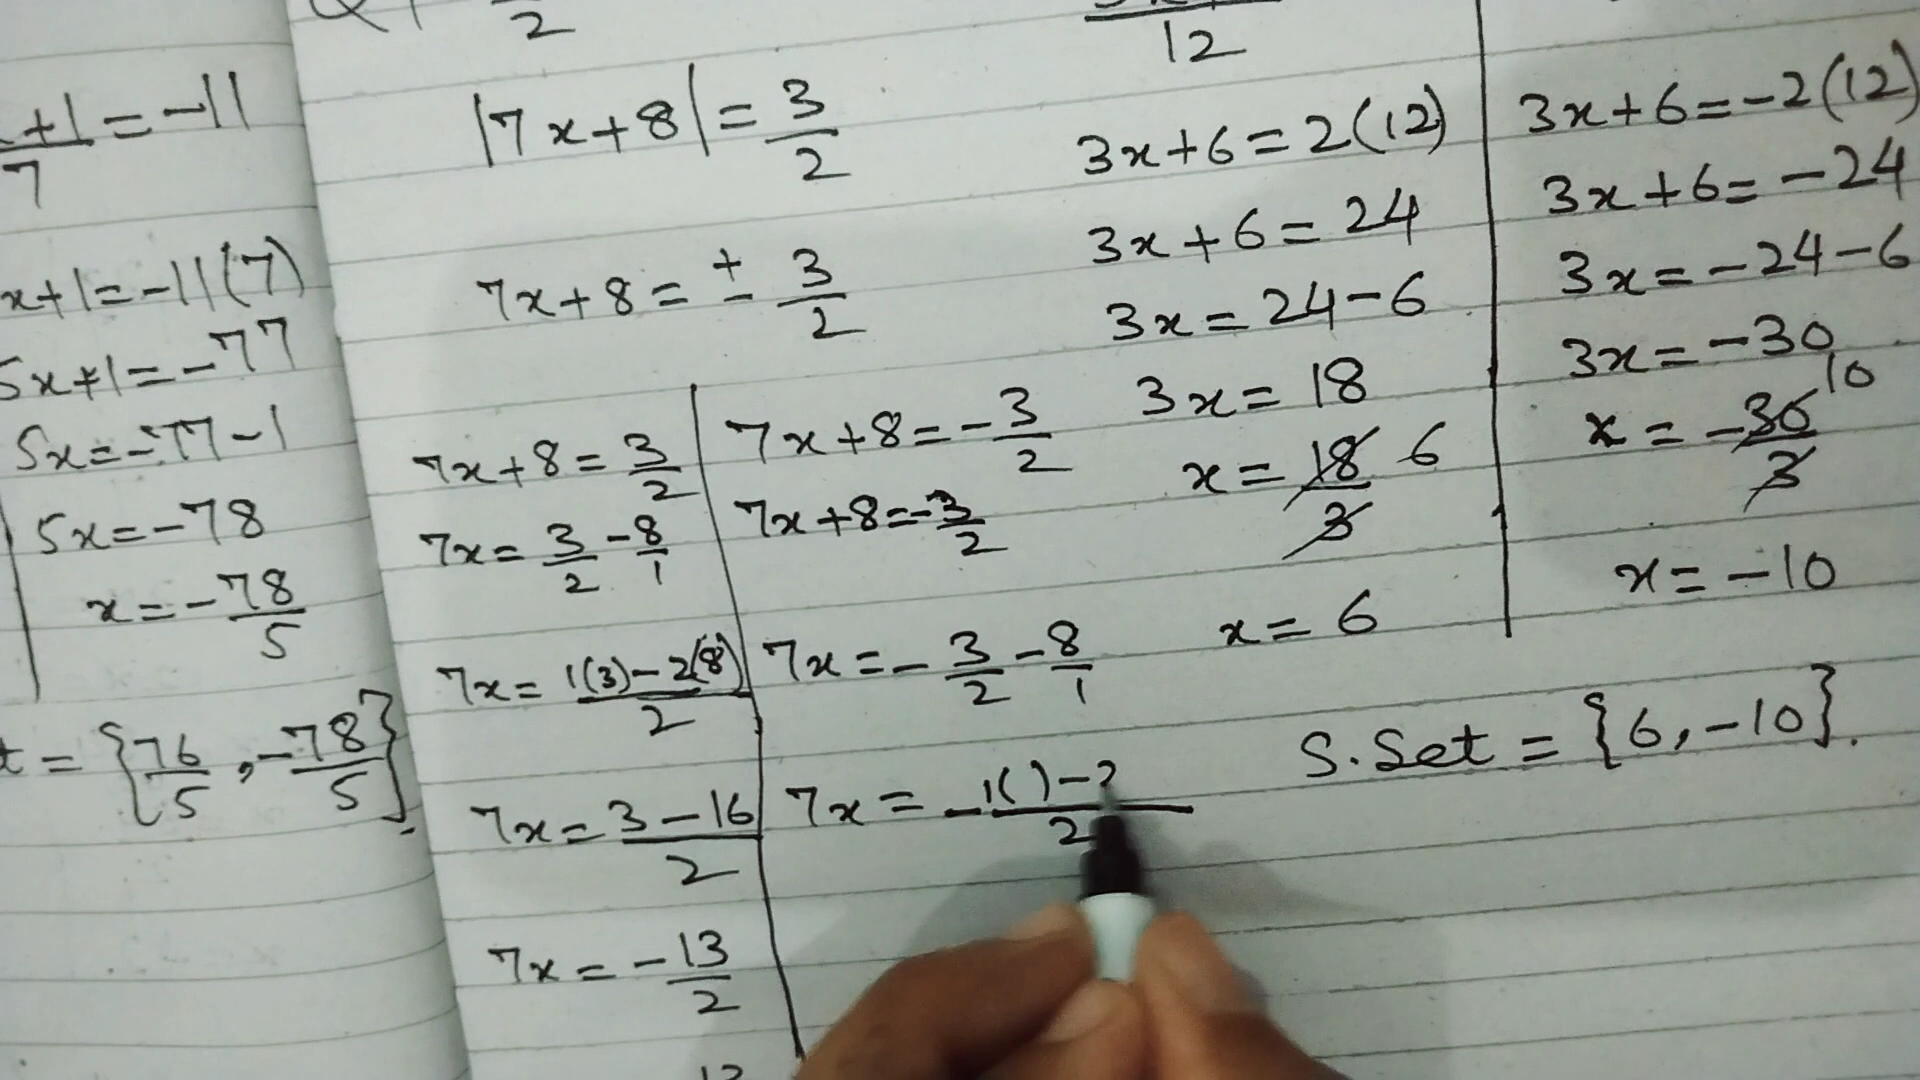 +1 = -11
7
x+1=-11(7)
5x+1=-77
5x=-77-1
5x=-78
x=-78/5
t = {76/5, -78/5}.
2
|7x+8| = 3/2
7x+8 = ± 3/2
7x+8 = 3/2
7x = 3/2 - 8/1
7x = 1(3)-2(8)/2
7x = 3-16/2
7x = -13/2
13
7x+8 = -3/2
7x+8=-3/2
7x = -3/2 - 8/1
7x = -1( )-2/2
12
3x+6 = 2(12)
3x+6 = 24
3x = 24-6
3x = 18
x = 18/3 6
x = 6
3x+6=-2(12)
3x+6=-24
3x=-24-6
3x=-30
x = -30/3 10
x = -10
S.Set = {6,-10}.